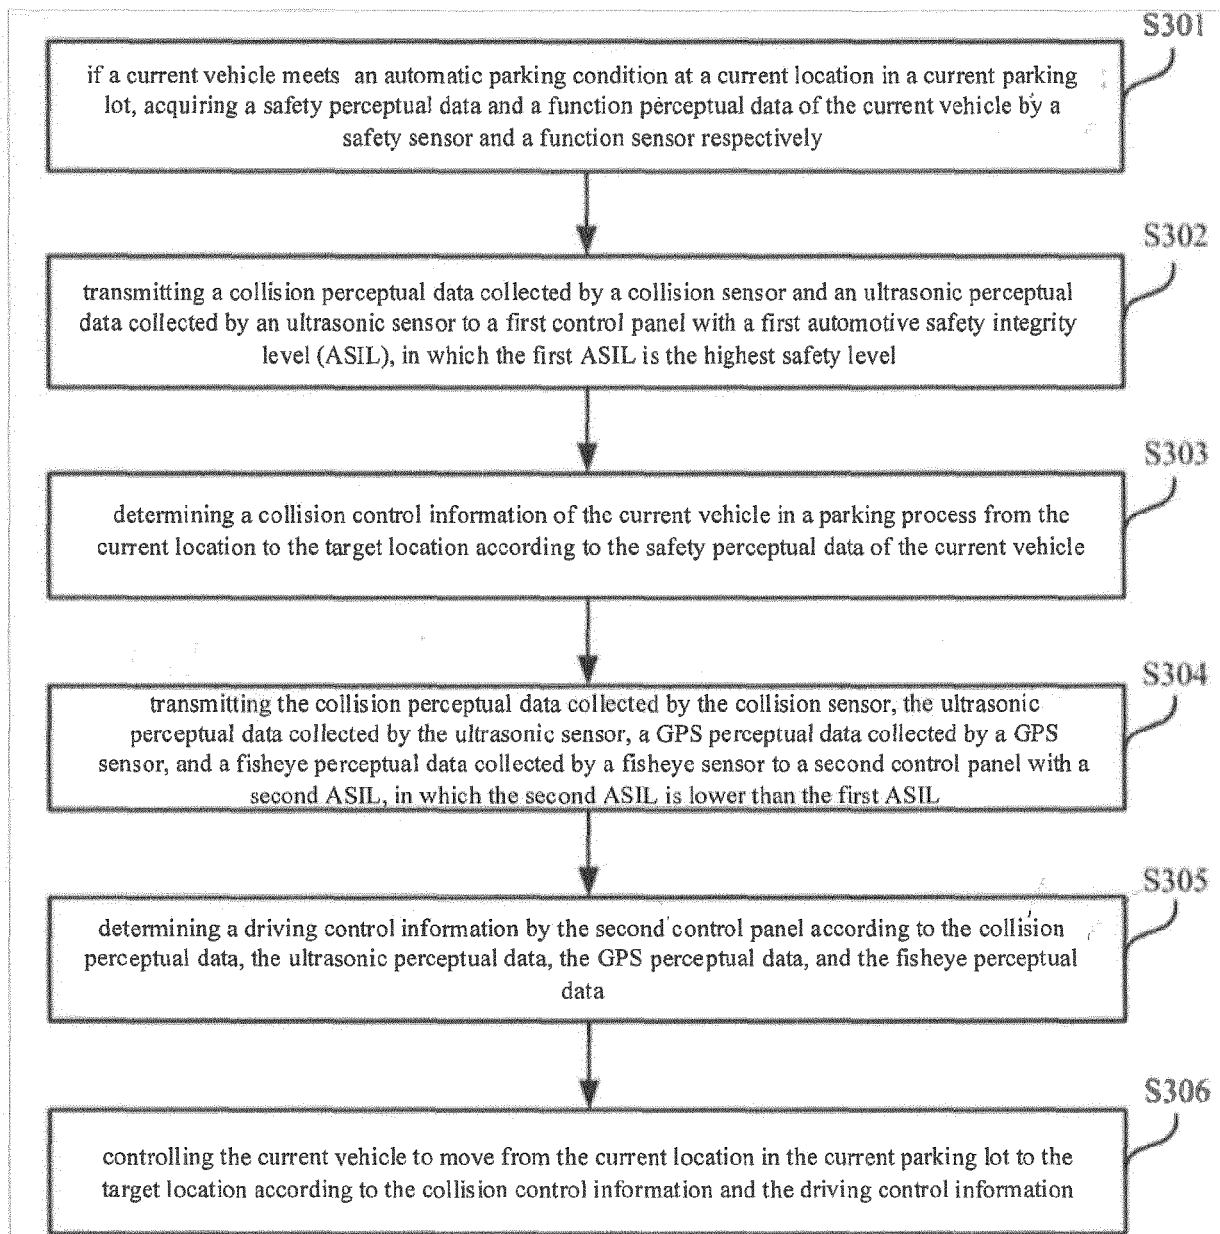 S301
if a current vehicle meets an automatic parking condition at a current location in a current parking
lot, acquiring a safety perceptual data and a function perceptual data of the current vehicle by a
safety sensor and a function sensor respectively
S302
transmitting a collision perceptual data collected by a collision sensor and an ultrasonic perceptual
data collected by an ultrasonic sensor to a first control panel with a first automotive safety integrity
level (ASIL), in which the first ASIL is the highest safety level
S303
determining a collision control information of the current vehicle in a parking process from the
current location to the target location according to the safety perceptual data of the current vehicle
S304
transmitting the collision perceptual data collected by the collision sensor, the ultrasonic
perceptual data collected by the ultrasonic sensor, a GPS perceptual data collected by a GPS
sensor, and a fisheye perceptual data collected by a fisheye sensor to a second control panel with a
second ASIL, in which the second ASIL is lower than the first ASIL
S305
determining a driving control information by the second control panel according to the collision
perceptual data, the ultrasonic perceptual data, the GPS perceptual data, and the fisheye perceptual
data
S306
controlling the current vehicle to move from the current location in the current parking lot to the
target location according to the collision control information and the driving control information